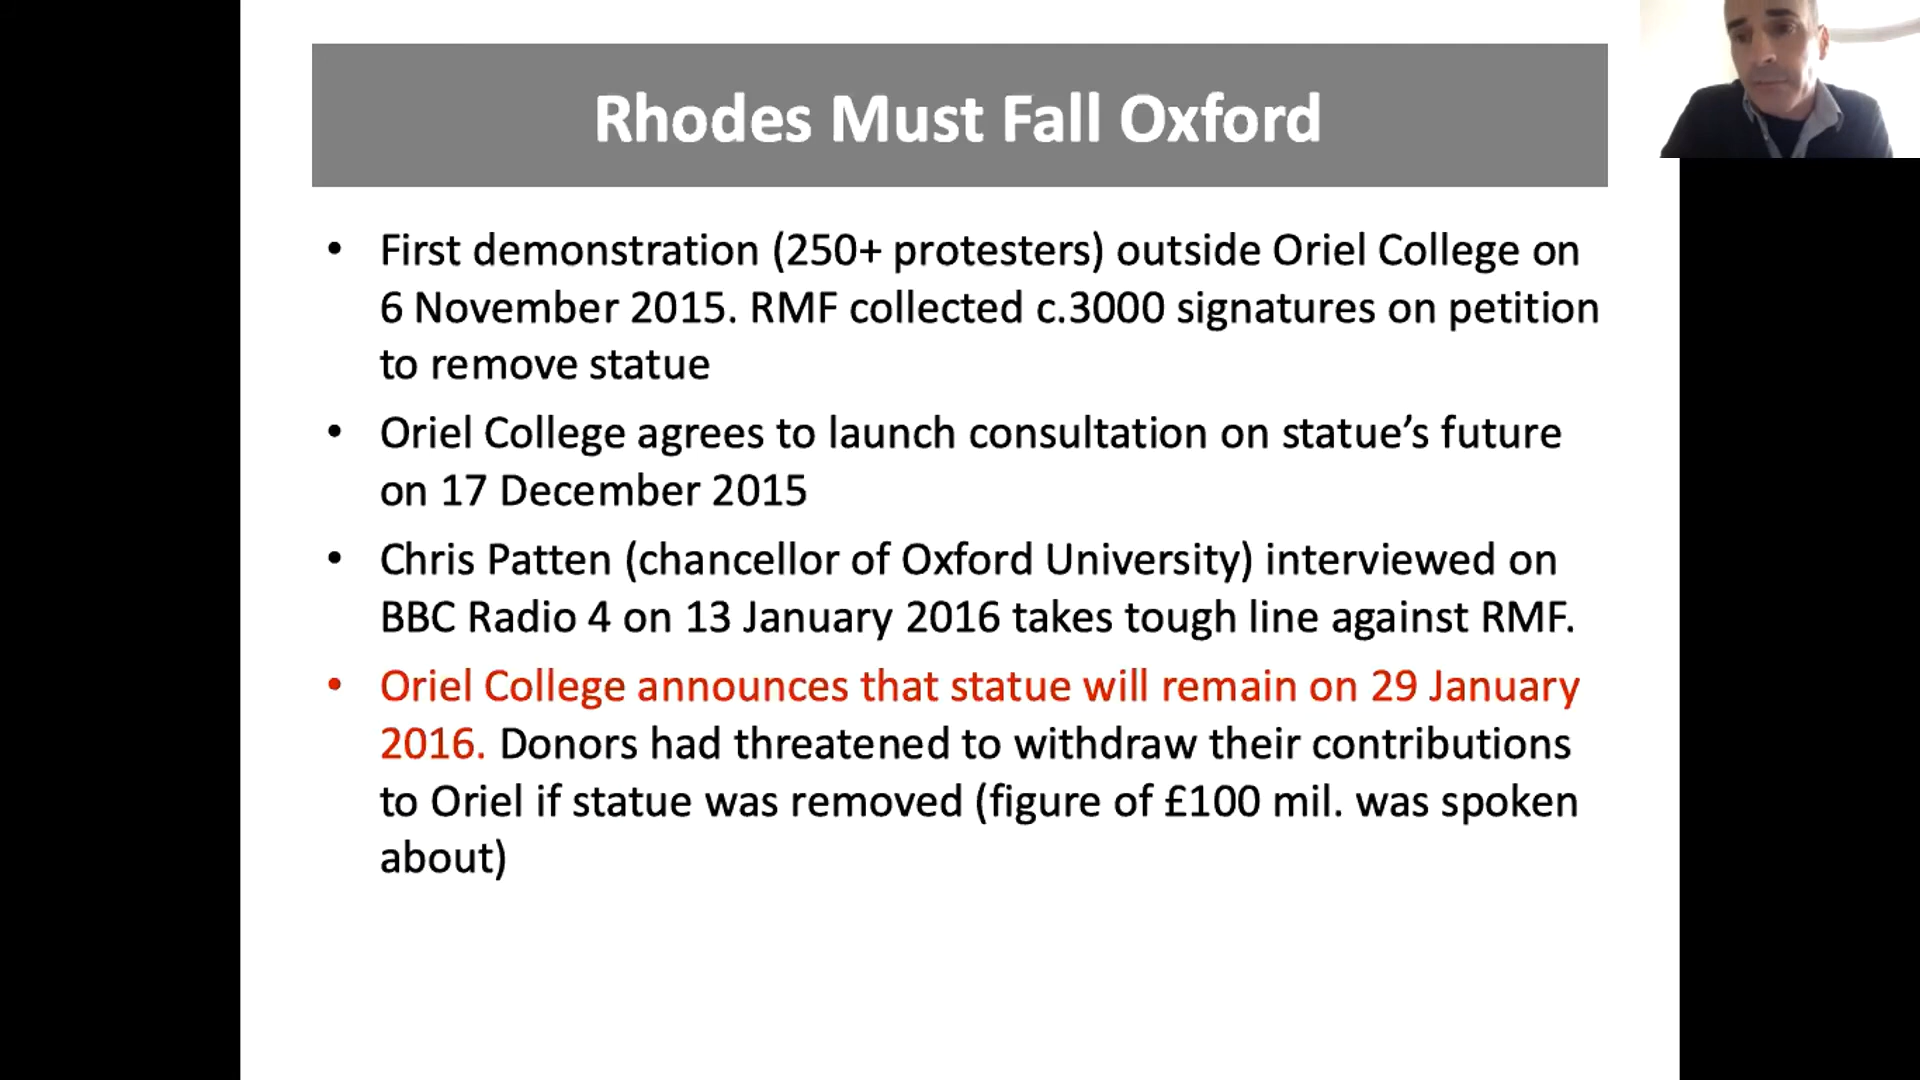 Rhodes Must Fall Oxford
• First demonstration (250+ protesters) outside Oriel College on
6 November 2015. RMF collected c.3000 signatures on petition
to remove statue
• Oriel College agrees to launch consultation on statue’s future
on 17 December 2015
• Chris Patten (chancellor of Oxford University) interviewed on
BBC Radio 4 on 13 January 2016 takes tough line against RMF.
• Oriel College announces that statue will remain on 29 January
2016. Donors had threatened to withdraw their contributions
to Oriel if statue was removed (figure of £100 mil. was spoken
about)